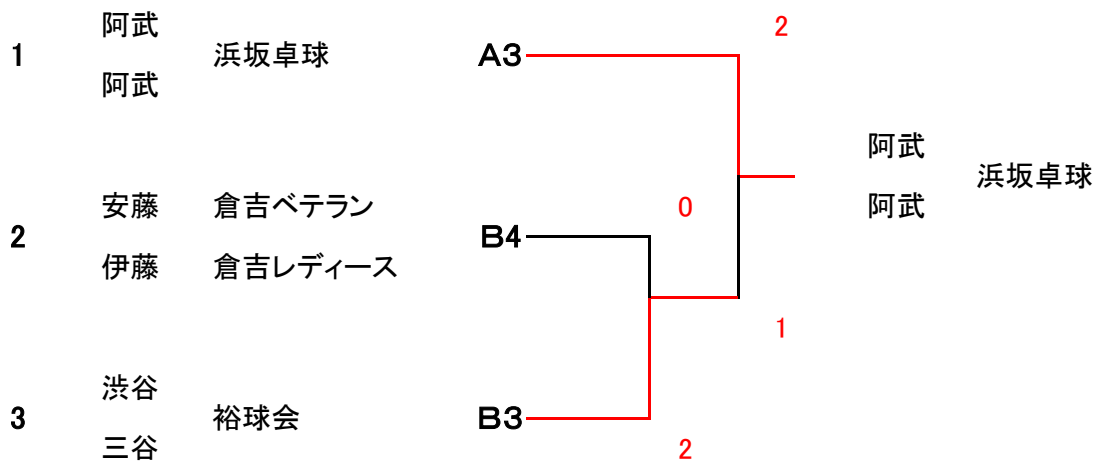 阿武
2
1 浜坂卓球 A3
阿武
阿武
浜坂卓球
安藤 倉吉ベテラン 0 阿武
2 B4
伊藤 倉吉レディース
1
渋谷
3 裕球会 B3
三谷 2